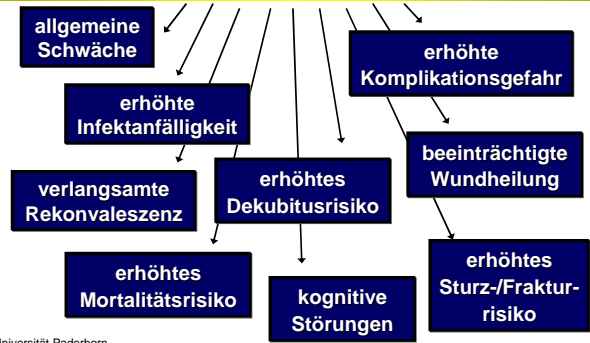 allgemeine
Schwäche
erhöhte
Komplikationsgefahr
erhöhte
Infektanfälligkeit
beeinträchtigte
Wundheilung
erhöhtes
Dekubitusrisiko
verlangsamte
Rekonvaleszenz
erhöhtes
Sturz-/Fraktur-
risiko
erhöhtes
Mortalitätsrisiko
kognitive
Störungen
Universität Paderborn